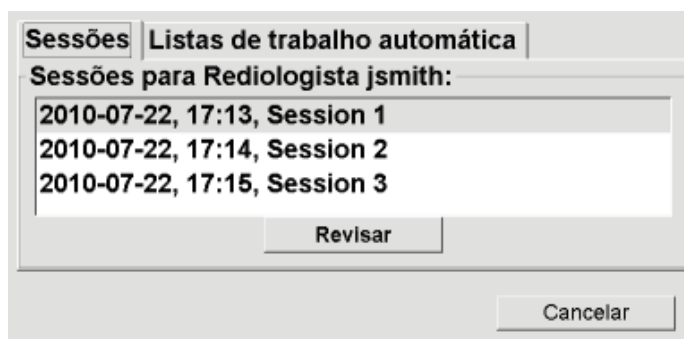 Sessões Listas de trabalho automática
Sessões para Rediologista jsmith:
2010-07-22, 17:13, Session 1
2010-07-22, 17:14, Session 2
2010-07-22, 17:15, Session 3
Revisar
Cancelar